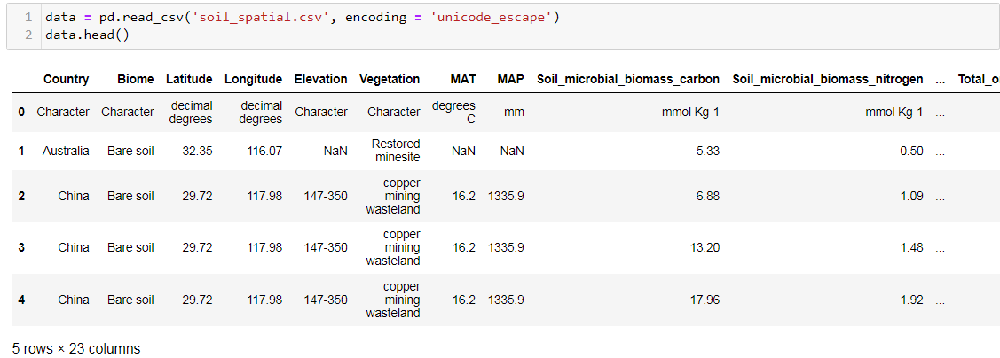 1 data = pd.read_csv('soil_spatial.csv', encoding = 'unicode_escape')
2 data.head()
Country Biome Latitude Longitude Elevation Vegetation MAT MAP Soil_microbial_biomass_carbon Soil_microbial_biomass_nitrogen ... Total_o
0 Character Character decimal degrees decimal degrees Character Character degrees C mm mmol Kg-1 mmol Kg-1 ...
1 Australia Bare soil -32.35 116.07 NaN Restored minesite NaN NaN 5.33 0.50 ...
2 China Bare soil 29.72 117.98 147-350 copper mining wasteland 16.2 1335.9 6.88 1.09 ...
3 China Bare soil 29.72 117.98 147-350 copper mining wasteland 16.2 1335.9 13.20 1.48 ...
4 China Bare soil 29.72 117.98 147-350 copper mining wasteland 16.2 1335.9 17.96 1.92 ...
5 rows × 23 columns